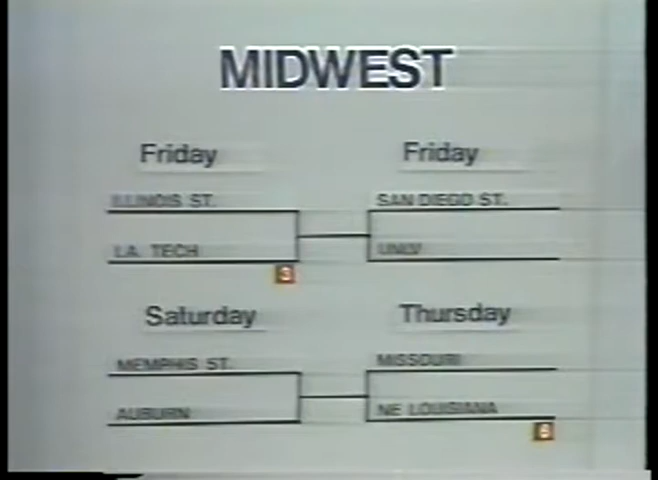 MIDWEST
Friday
Friday
ILLINOIS ST.
SAN DIEGO ST.
LA. TECH
UNLV
3
Saturday
Thursday
MEMPHIS ST.
MISSOURI
AUBURN
NE LOUISIANA